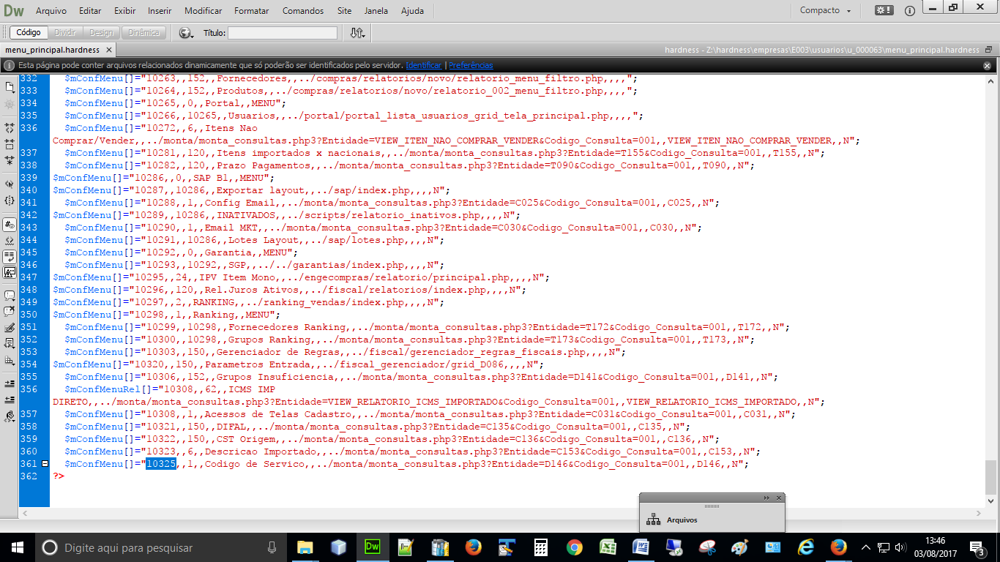 Dw Arquivo Editar Exibir Inserir Modificar Formatar Comandos Site Janela Ajuda Compacto
Código Dividir Design Dinâmica Título:
menu_principal.hardness × hardness - Z:\hardness\empresas\E003\usuarios\u_000063\menu_principal.hardness
Esta página pode conter arquivos relacionados dinamicamente que só poderão ser identificados pelo servidor. Identificar | Preferências
332 $mConfMenu[]="10263,,152,,Fornecedores,,../compras/relatorios/novo/relatorio_menu_filtro.php,,,,";
333 $mConfMenu[]="10264,,152,,Produtos,,../compras/relatorios/novo/relatorio_002_menu_filtro.php,,,,";
334 $mConfMenu[]="10265,,0,,Portal,,MENU";
335 $mConfMenu[]="10266,,10265,,Usuarios,,../portal/portal_lista_usuarios_grid_tela_principal.php,,,,";
336 $mConfMenu[]="10272,,6,,Itens Nao
Comprar/Vender,,../monta/monta_consultas.php3?Entidade=VIEW_ITEN_NAO_COMPRAR_VENDER&Codigo_Consulta=001,,VIEW_ITEN_NAO_COMPRAR_VENDER,,N";
337 $mConfMenu[]="10281,,120,,Itens importados x nacionais,,../monta/monta_consultas.php3?Entidade=T155&Codigo_Consulta=001,,T155,,N";
338 $mConfMenu[]="10282,,120,,Prazo Pagamentos,,../monta/monta_consultas.php3?Entidade=T090&Codigo_Consulta=001,,T090,,N";
339 $mConfMenu[]="10286,,0,,SAP B1,,MENU";
340 $mConfMenu[]="10287,,10286,,Exportar layout,,../sap/index.php,,,,N";
341 $mConfMenu[]="10288,,1,,Config Email,,../monta/monta_consultas.php3?Entidade=C025&Codigo_Consulta=001,,C025,,N";
342 $mConfMenu[]="10289,,10286,,INATIVADOS,,../scripts/relatorio_inativos.php,,,,N";
343 $mConfMenu[]="10290,,1,,Email MKT,,../monta/monta_consultas.php3?Entidade=C030&Codigo_Consulta=001,,C030,,N";
344 $mConfMenu[]="10291,,10286,,Lotes Layout,,../sap/lotes.php,,,,N";
345 $mConfMenu[]="10292,,0,,Garantia,,MENU";
346 $mConfMenu[]="10293,,10292,,SGP,,../../garantias/index.php,,,,N";
347 $mConfMenu[]="10295,,24,,IPV Item Mono,,../engecompras/relatorio/principal.php,,,,N";
348 $mConfMenu[]="10296,,120,,Rel.Juros Ativos,,../fiscal/relatorios/index.php,,,,N";
349 $mConfMenu[]="10297,,2,,RANKING,,../ranking_vendas/index.php,,,,N";
350 $mConfMenu[]="10298,,1,,Ranking,,MENU";
351 $mConfMenu[]="10299,,10298,,Fornecedores Ranking,,../monta/monta_consultas.php3?Entidade=T172&Codigo_Consulta=001,,T172,,N";
352 $mConfMenu[]="10300,,10298,,Grupos Ranking,,../monta/monta_consultas.php3?Entidade=T173&Codigo_Consulta=001,,T173,,N";
353 $mConfMenu[]="10303,,150,,Gerenciador de Regras,,../fiscal/gerenciador_regras_fiscais.php,,,,N";
354 $mConfMenu[]="10320,,150,,Parametros Entrada,,../fiscal_gerenciador/grid_D086,,,,N";
355 $mConfMenu[]="10306,,152,,Grupos Insuficiencia,,../monta/monta_consultas.php3?Entidade=D141&Codigo_Consulta=001,,D141,,N";
356 $mConfMenuRel[]="10308,,62,,ICMS IMP
DIRETO,,../monta/monta_consultas.php3?Entidade=VIEW_RELATORIO_ICMS_IMPORTADO&Codigo_Consulta=001,,VIEW_RELATORIO_ICMS_IMPORTADO,,N";
357 $mConfMenu[]="10308,,1,,Acessos de Telas Cadastro,,../monta/monta_consultas.php3?Entidade=C031&Codigo_Consulta=001,,C031,,N";
358 $mConfMenu[]="10321,,150,,DIFAL,,../monta/monta_consultas.php3?Entidade=C135&Codigo_Consulta=001,,C135,,N";
359 $mConfMenu[]="10322,,150,,CST Origem,,../monta/monta_consultas.php3?Entidade=C136&Codigo_Consulta=001,,C136,,N";
360 $mConfMenu[]="10323,,6,,Descricao Importado,,../monta/monta_consultas.php3?Entidade=C153&Codigo_Consulta=001,,C153,,N";
361 $mConfMenu[]="10325,,1,,Codigo de Servico,,../monta/monta_consultas.php3?Entidade=D146&Codigo_Consulta=001,,D146,,N";
362 ?>
Arquivos
Digite aqui para pesquisar
Dw
13:46
03/08/2017
3